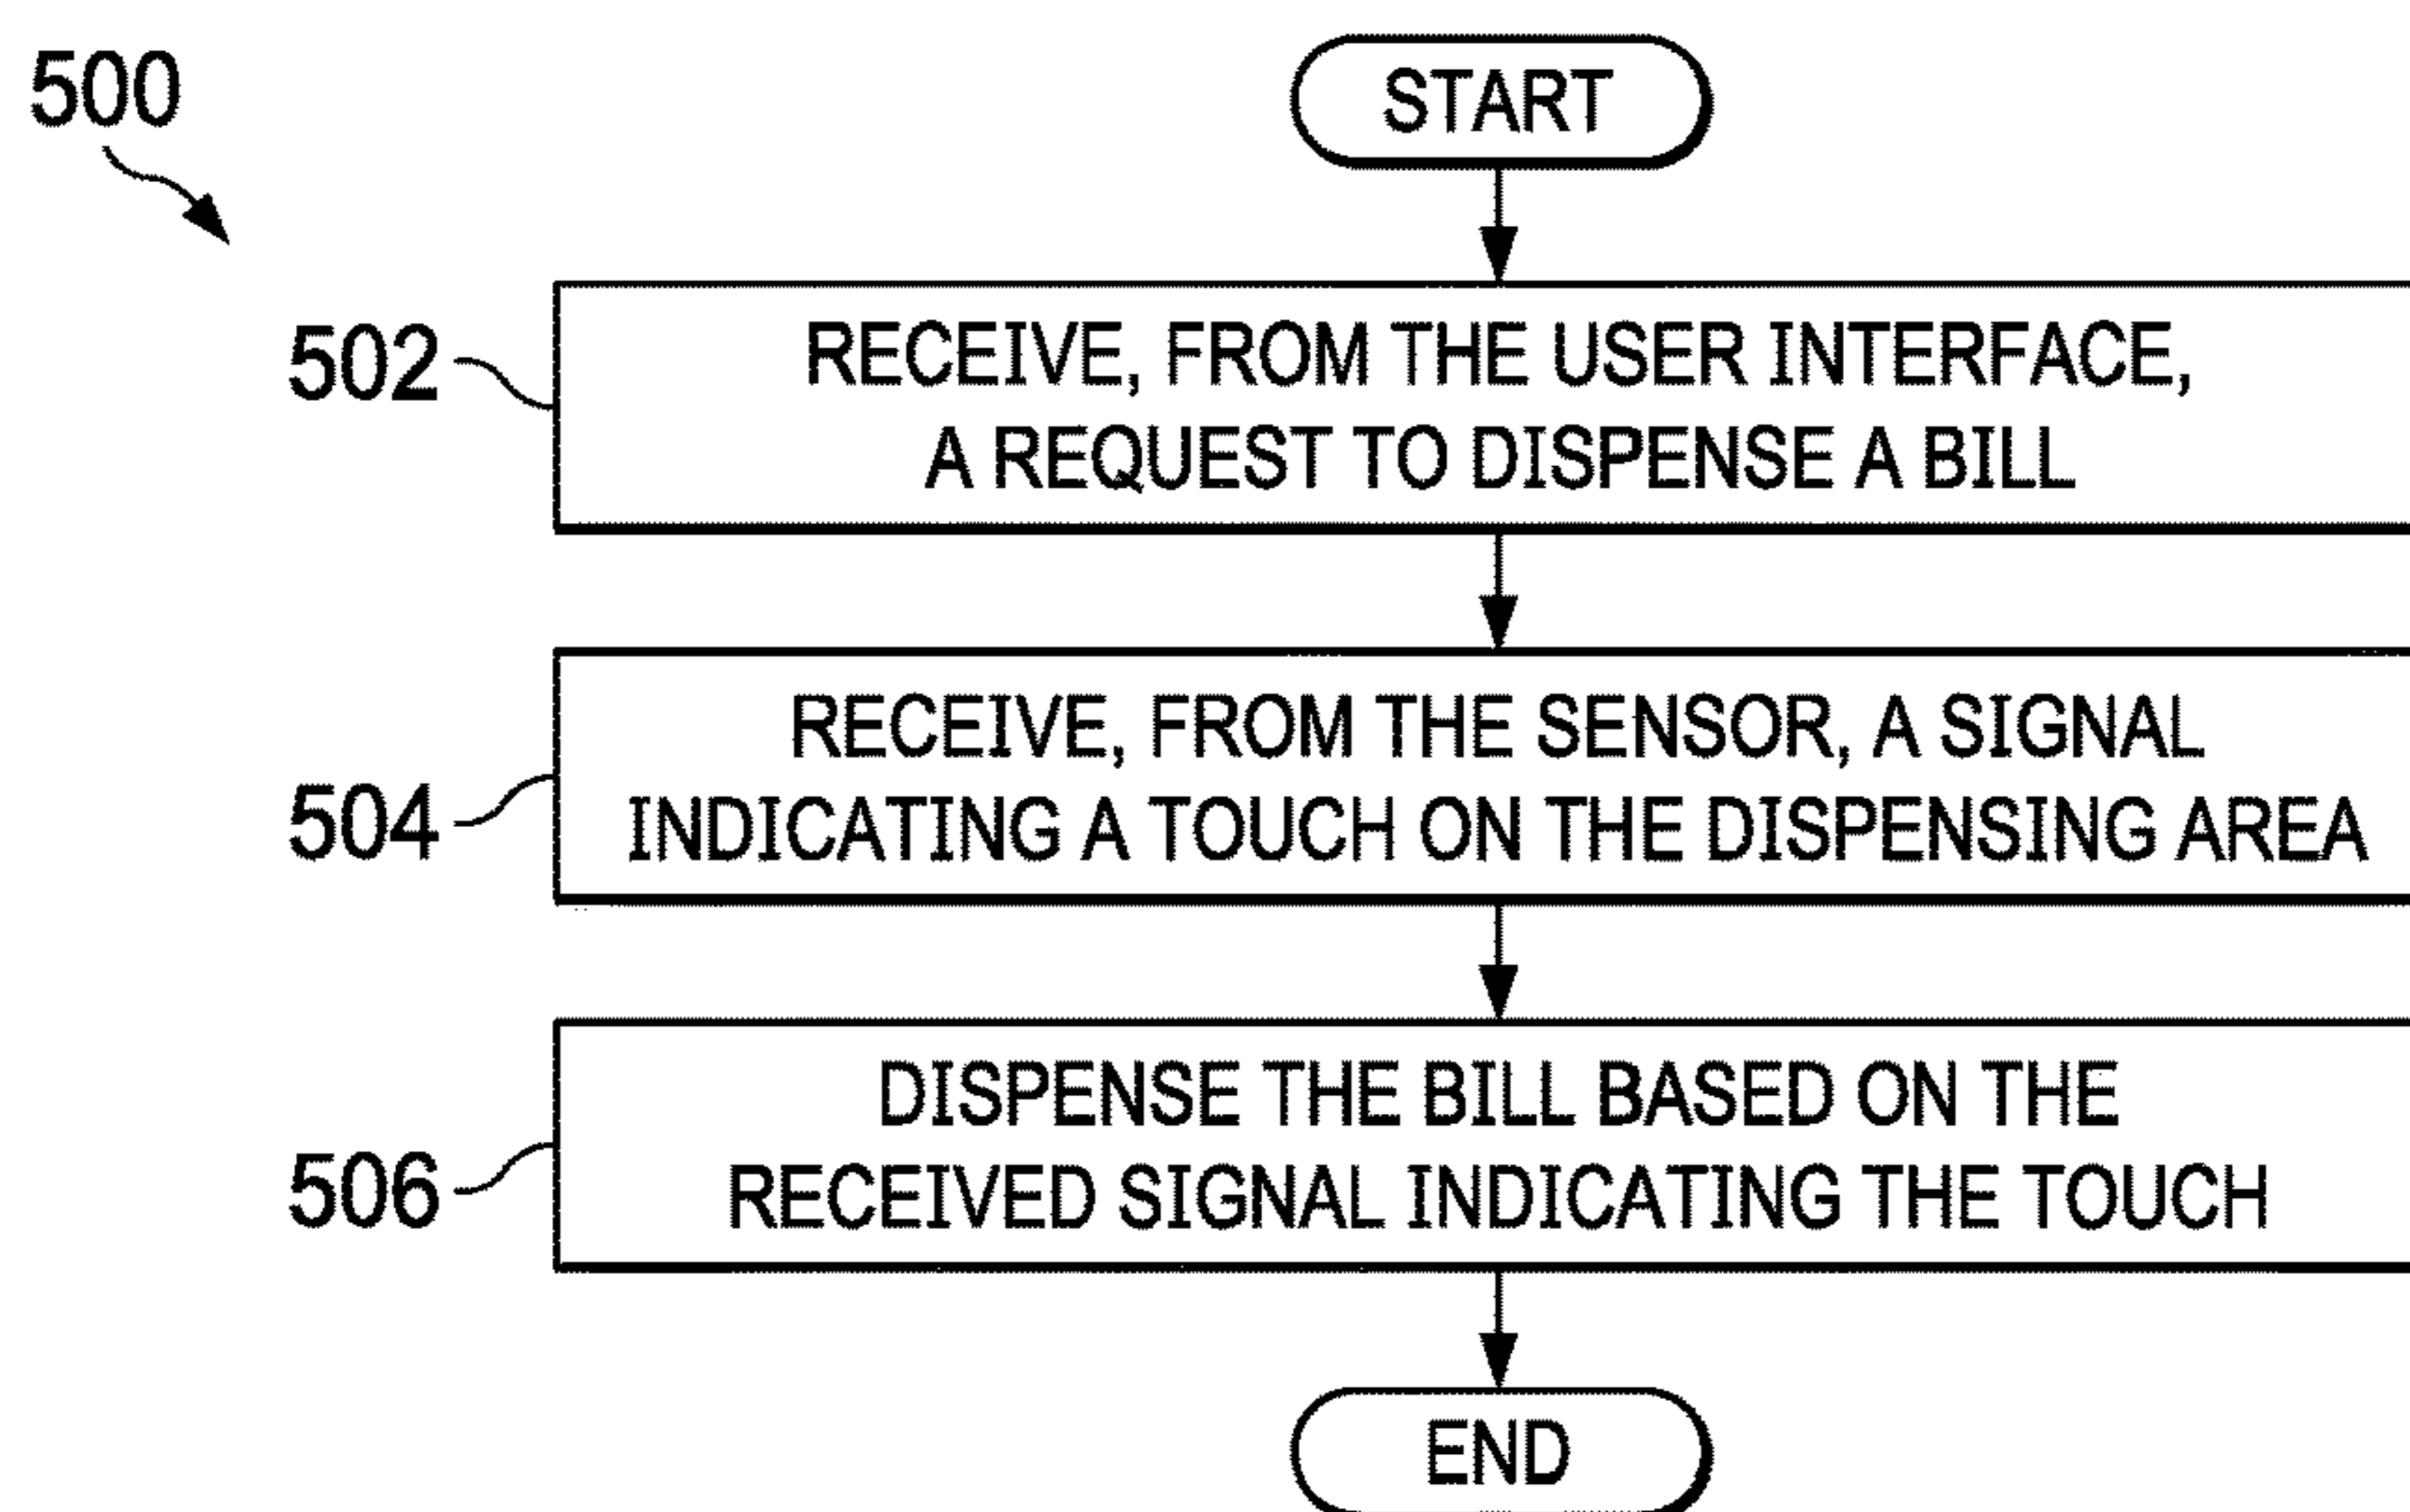 500
START
502
RECEIVE, FROM THE USER INTERFACE,
A REQUEST TO DISPENSE A BILL
504
RECEIVE, FROM THE SENSOR, A SIGNAL
INDICATING A TOUCH ON THE DISPENSING AREA
506
DISPENSE THE BILL BASED ON THE
RECEIVED SIGNAL INDICATING THE TOUCH
END